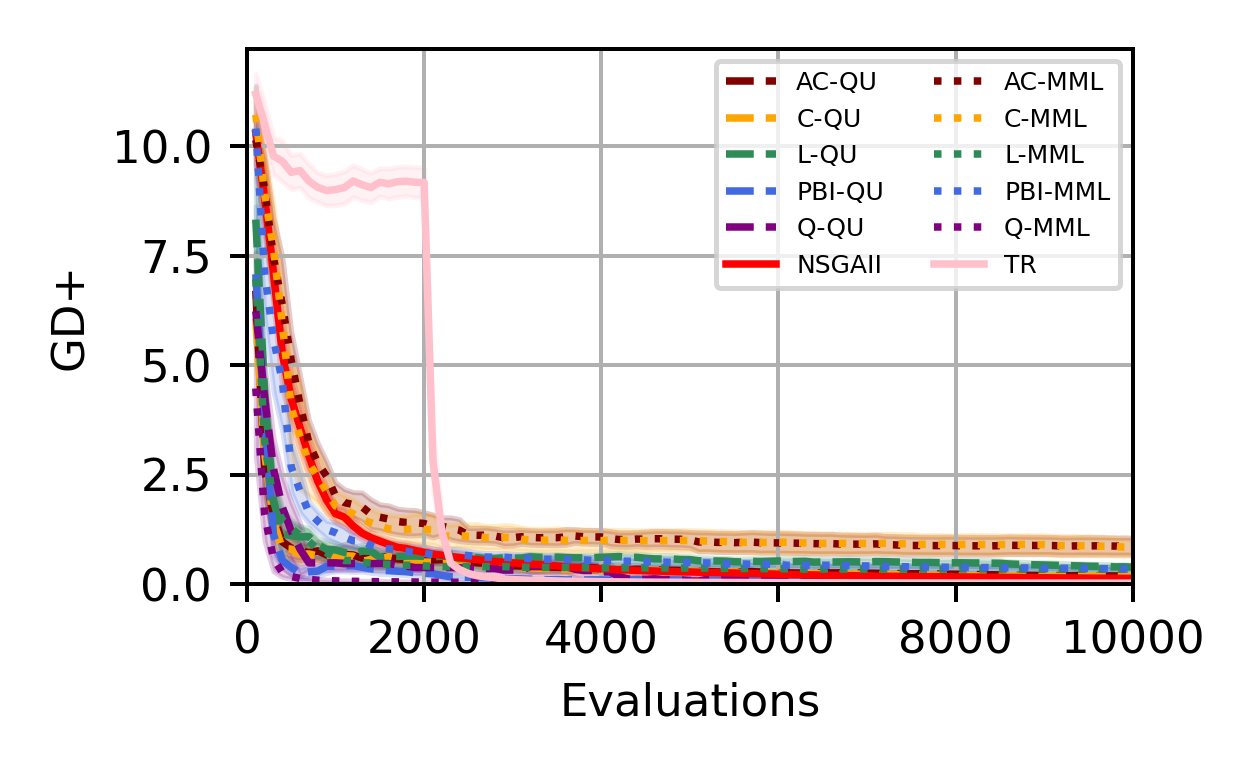 10.0
7.5
5.0
2.5
0.0
GD+
0 2000 4000 6000 8000 10000
Evaluations
AC-QU AC-MML
C-QU C-MML
L-QU L-MML
PBI-QU PBI-MML
Q-QU Q-MML
NSGAII TR